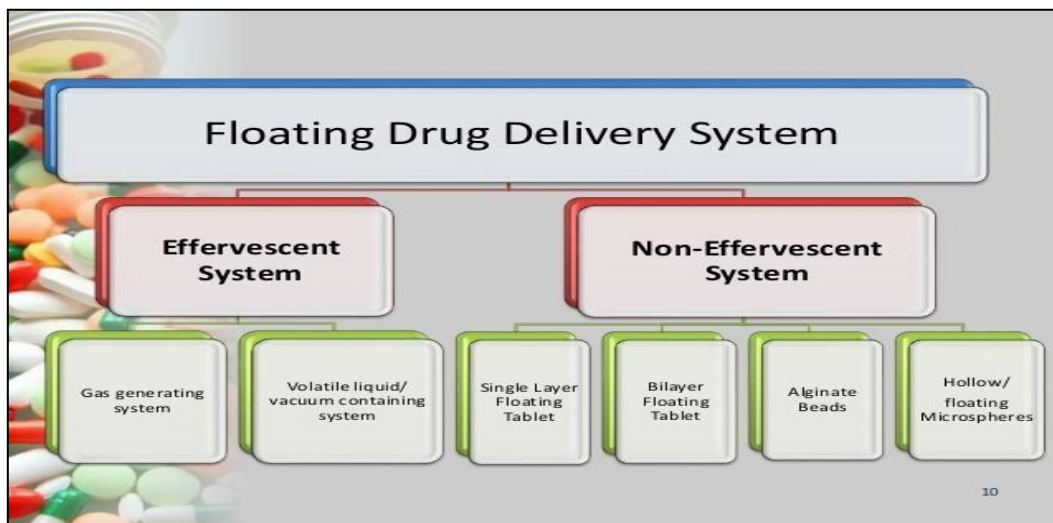 Floating Drug Delivery System
Effervescent
System
Non-Effervescent
System
Gas generating
system
Volatile liquid/
vacuum containing
system
Single Layer
Floating
Tablet
Bilayer
Floating
Tablet
Alginate
Beads
Hollow/
floating
Microspheres
10